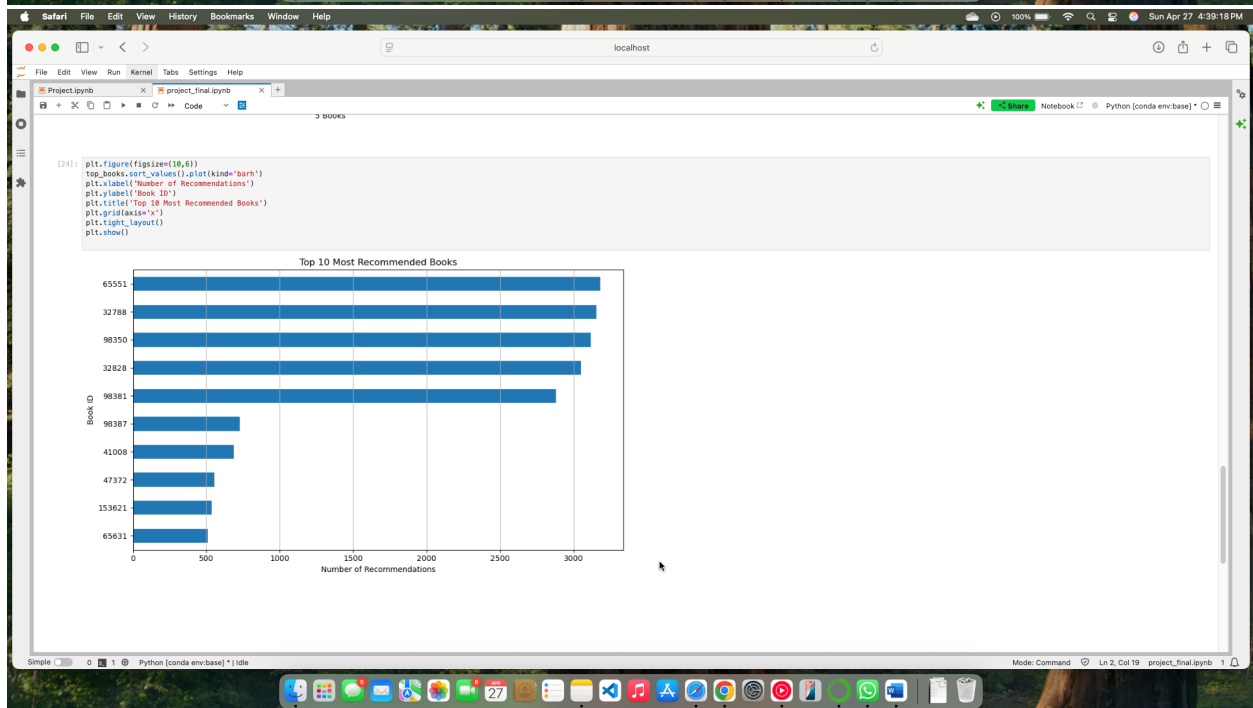 Safari File Edit View History Bookmarks Window Help 100% Sun Apr 27 4:39:18 PM
localhost
File Edit View Run Kernel Tabs Settings Help
Project.ipynb × project_final.ipynb × +
Code Share Notebook Python [conda env:base] *
5 Books
[24]: plt.figure(figsize=(10,6))
top_books.sort_values().plot(kind='barh')
plt.xlabel('Number of Recommendations')
plt.ylabel('Book ID')
plt.title('Top 10 Most Recommended Books')
plt.grid(axis='x')
plt.tight_layout()
plt.show()
Top 10 Most Recommended Books
65551
32788
98350
32828
98381
Book ID
98387
41008
47372
153621
65631
0 500 1000 1500 2000 2500 3000
Number of Recommendations
Simple 0 1 Python [conda env:base] * | Idle Mode: Command Ln 2, Col 19 project_final.ipynb 1
APR
27